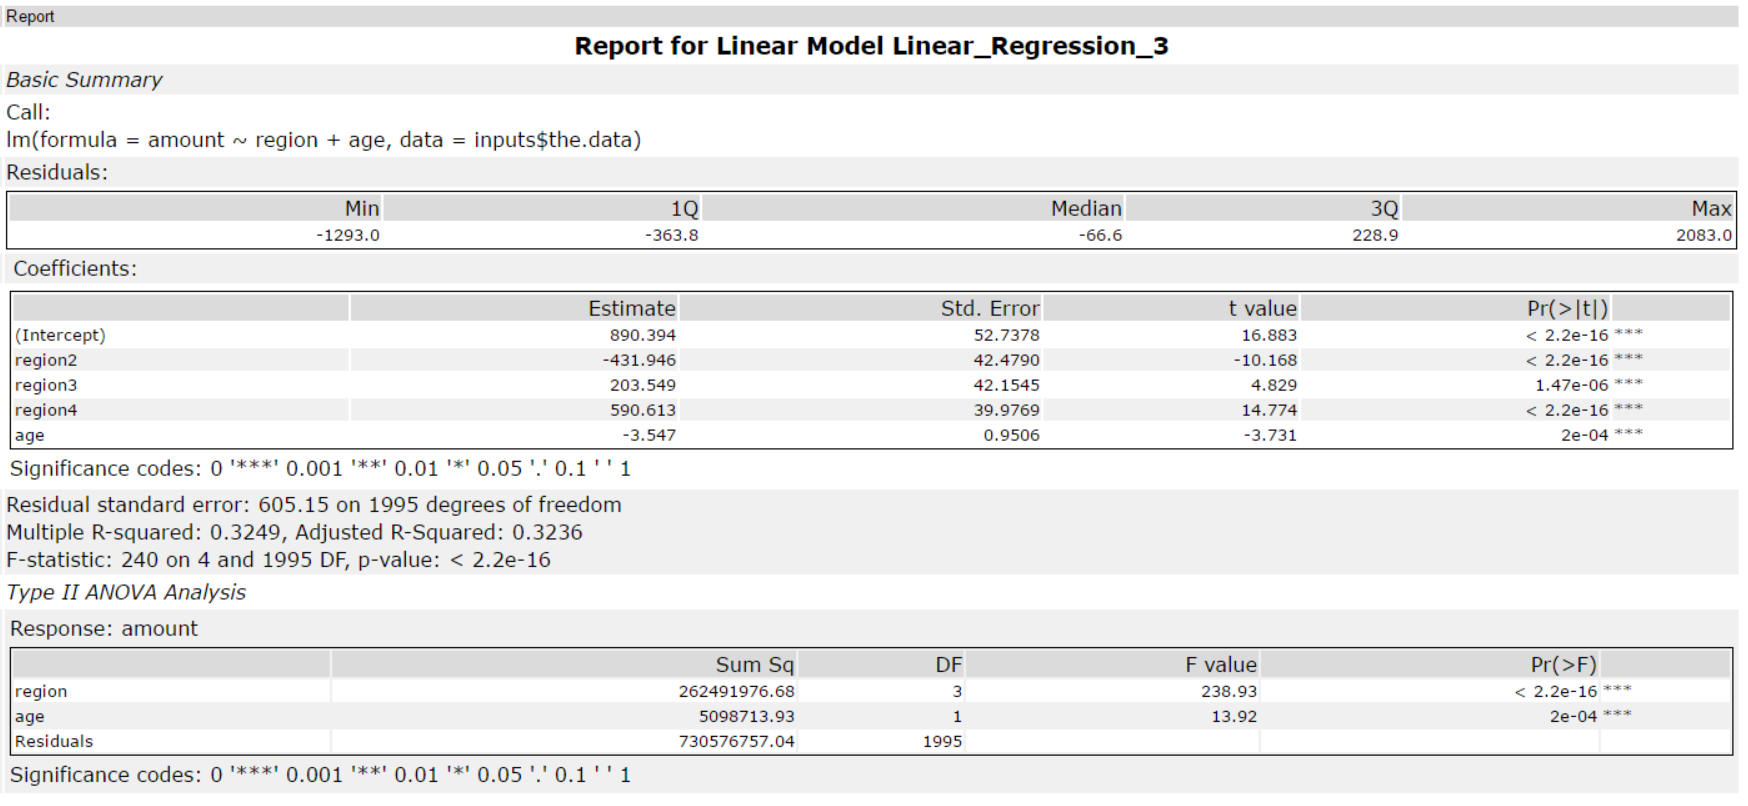 Report
Report for Linear Model Linear_Regression_3
Basic Summary
Call:
lm(formula = amount ~ region + age, data = inputs$the.data)
Residuals:
Min 1Q Median 3Q Max
-1293.0 -363.8 -66.6 228.9 2083.0
Coefficients:
Estimate Std. Error t value Pr(>|t|)
(Intercept) 890.394 52.7378 16.883 < 2.2e-16 ***
region2 -431.946 42.4790 -10.168 < 2.2e-16 ***
region3 203.549 42.1545 4.829 1.47e-06 ***
region4 590.613 39.9769 14.774 < 2.2e-16 ***
age -3.547 0.9506 -3.731 2e-04 ***
Significance codes: 0 '***' 0.001 '**' 0.01 '*' 0.05 '.' 0.1 ' ' 1
Residual standard error: 605.15 on 1995 degrees of freedom
Multiple R-squared: 0.3249, Adjusted R-Squared: 0.3236
F-statistic: 240 on 4 and 1995 DF, p-value: < 2.2e-16
Type II ANOVA Analysis
Response: amount
Sum Sq DF F value Pr(>F)
region 262491976.68 3 238.93 < 2.2e-16 ***
age 5098713.93 1 13.92 2e-04 ***
Residuals 730576757.04 1995
Significance codes: 0 '***' 0.001 '**' 0.01 '*' 0.05 '.' 0.1 ' ' 1